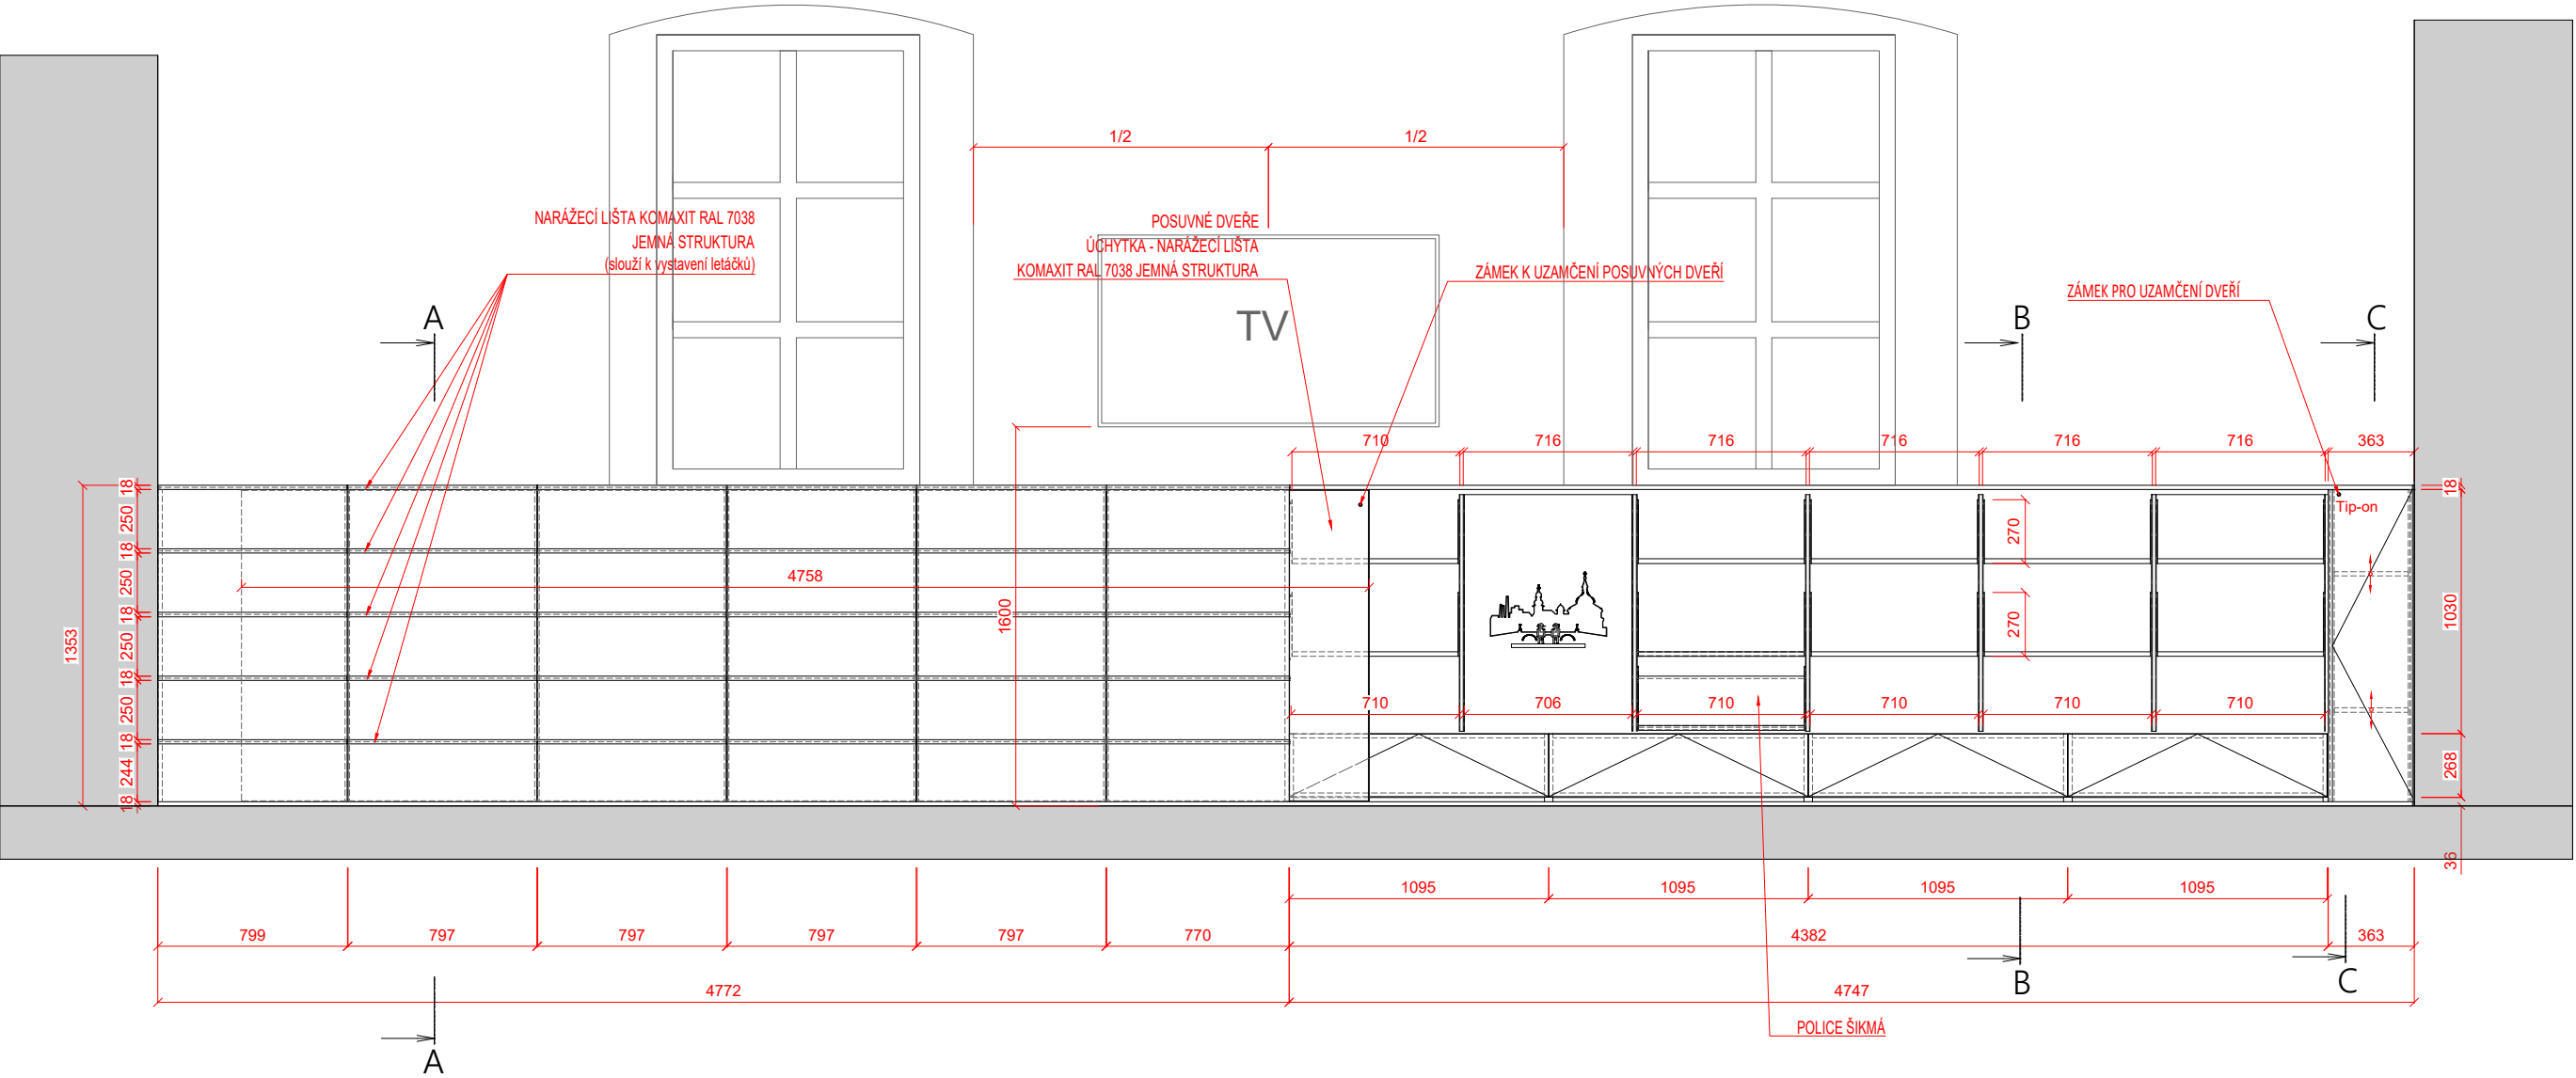 1/2 1/2
NARÁŽECÍ LIŠTA KOMAXIT RAL 7038
JEMNÁ STRUKTURA
(slouží k vystavení letáčků)
POSUVNÉ DVEŘE
ÚCHYTKA - NARÁŽECÍ LIŠTA
KOMAXIT RAL 7038 JEMNÁ STRUKTURA
ZÁMEK K UZAMČENÍ POSUVNÝCH DVEŘÍ
ZÁMEK PRO UZAMČENÍ DVEŘÍ
A
TV
B
C
710 716 716 716 716 716 363
18
250
18
250
18
250
18
250
18
244
18
1353
4758
1600
270
270
Tip-on
18
1030
268
36
710 706 710 710 710 710
1095 1095 1095 1095
799 797 797 797 797 770 4382 363
4772 4747
B
C
POLICE ŠIKMÁ
A